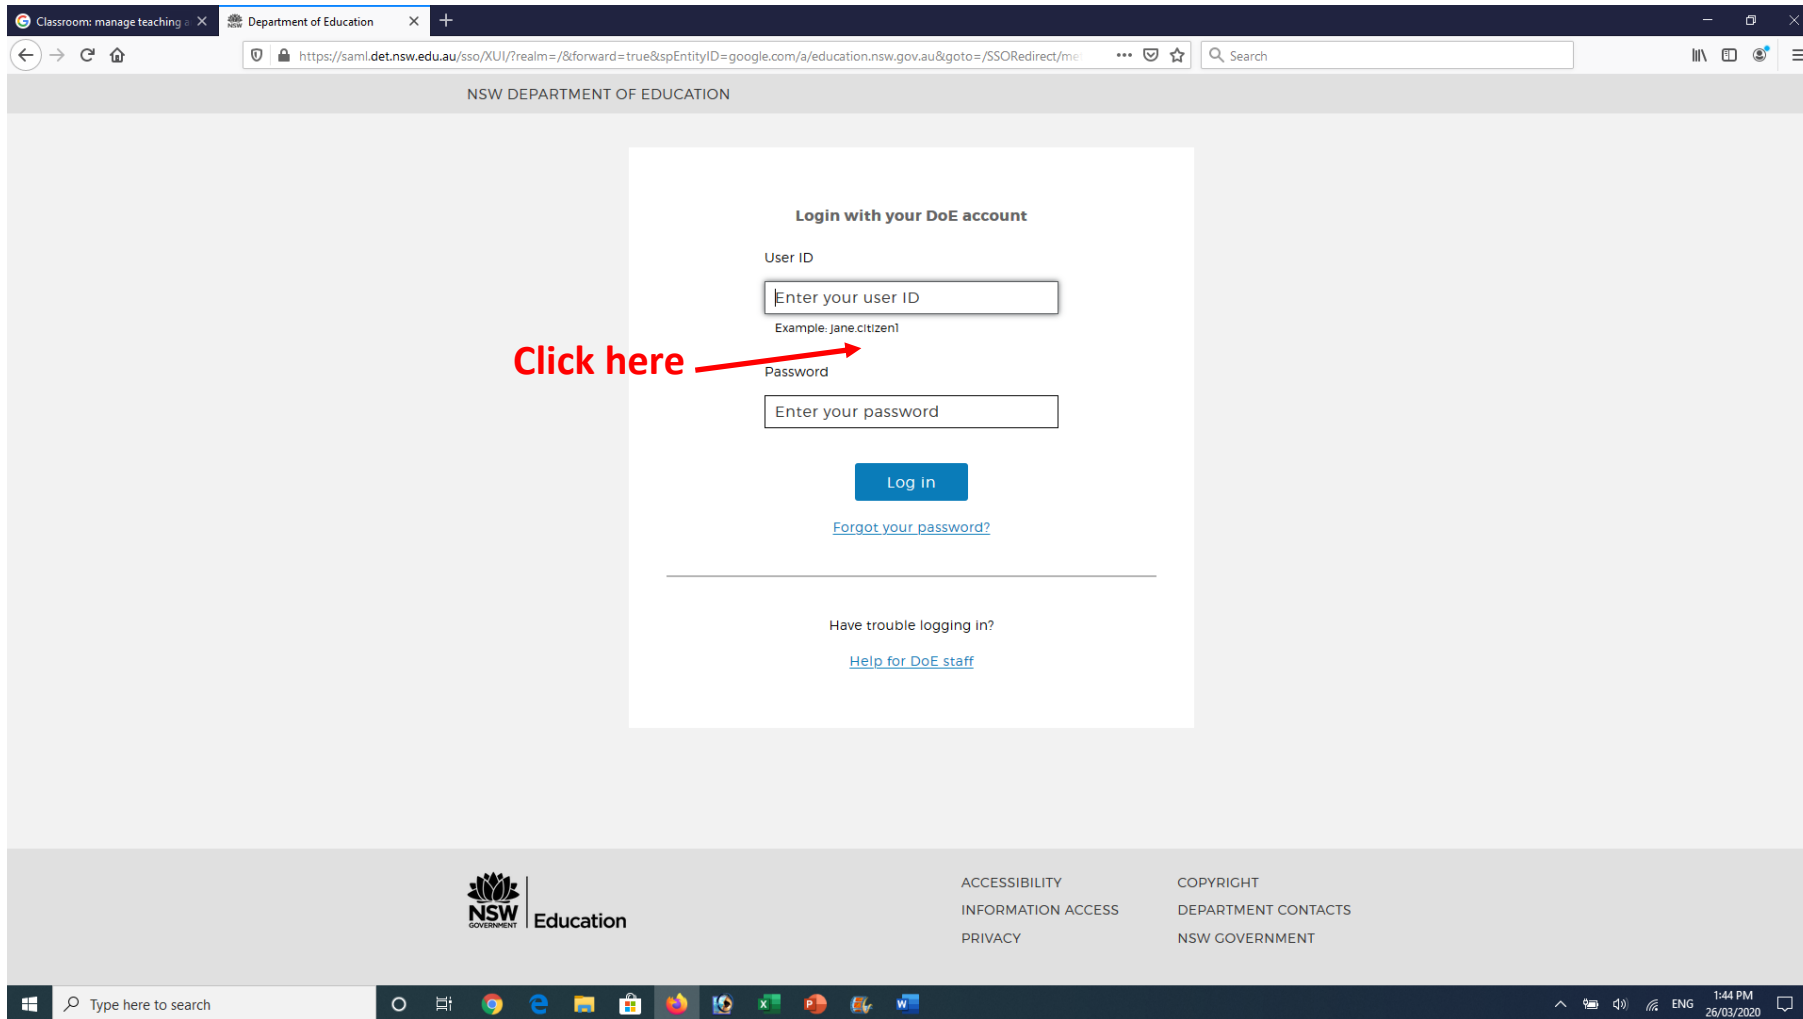 Classroom: manage teaching a
Department of Education
https://saml.det.nsw.edu.au/sso/XUI/?realm=/&forward=true&spEntityID=google.com/a/education.nsw.gov.au&goto=/SSORedirect/me
Search
NSW DEPARTMENT OF EDUCATION
Login with your DoE account
User ID
Enter your user ID
Example: jane.citizen1
Click here
Password
Enter your password
Log in
Forgot your password?
Have trouble logging in?
Help for DoE staff
NSW
GOVERNMENT
Education
ACCESSIBILITY
INFORMATION ACCESS
PRIVACY
COPYRIGHT
DEPARTMENT CONTACTS
NSW GOVERNMENT
Type here to search
ENG
1:44 PM
26/03/2020